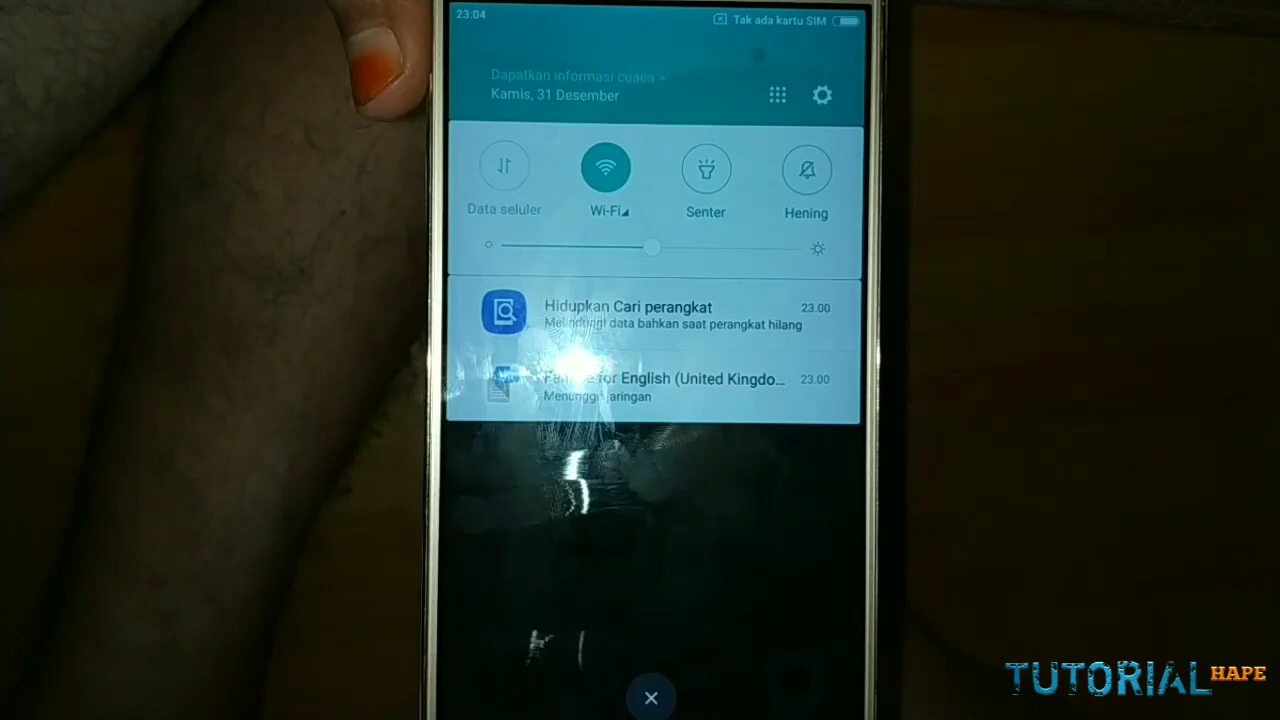 23:04
Tak ada kartu SIM
Dapatkan informasi cuaca >
Kamis, 31 Desember
Data seluler
Wi-Fi
Senter
Hening
Hidupkan Cari perangkat
23.00
Melindungi data bahkan saat perangkat hilang
for English (United Kingdo...
23.00
Menunggu jaringan
TUTORIAL HAPE